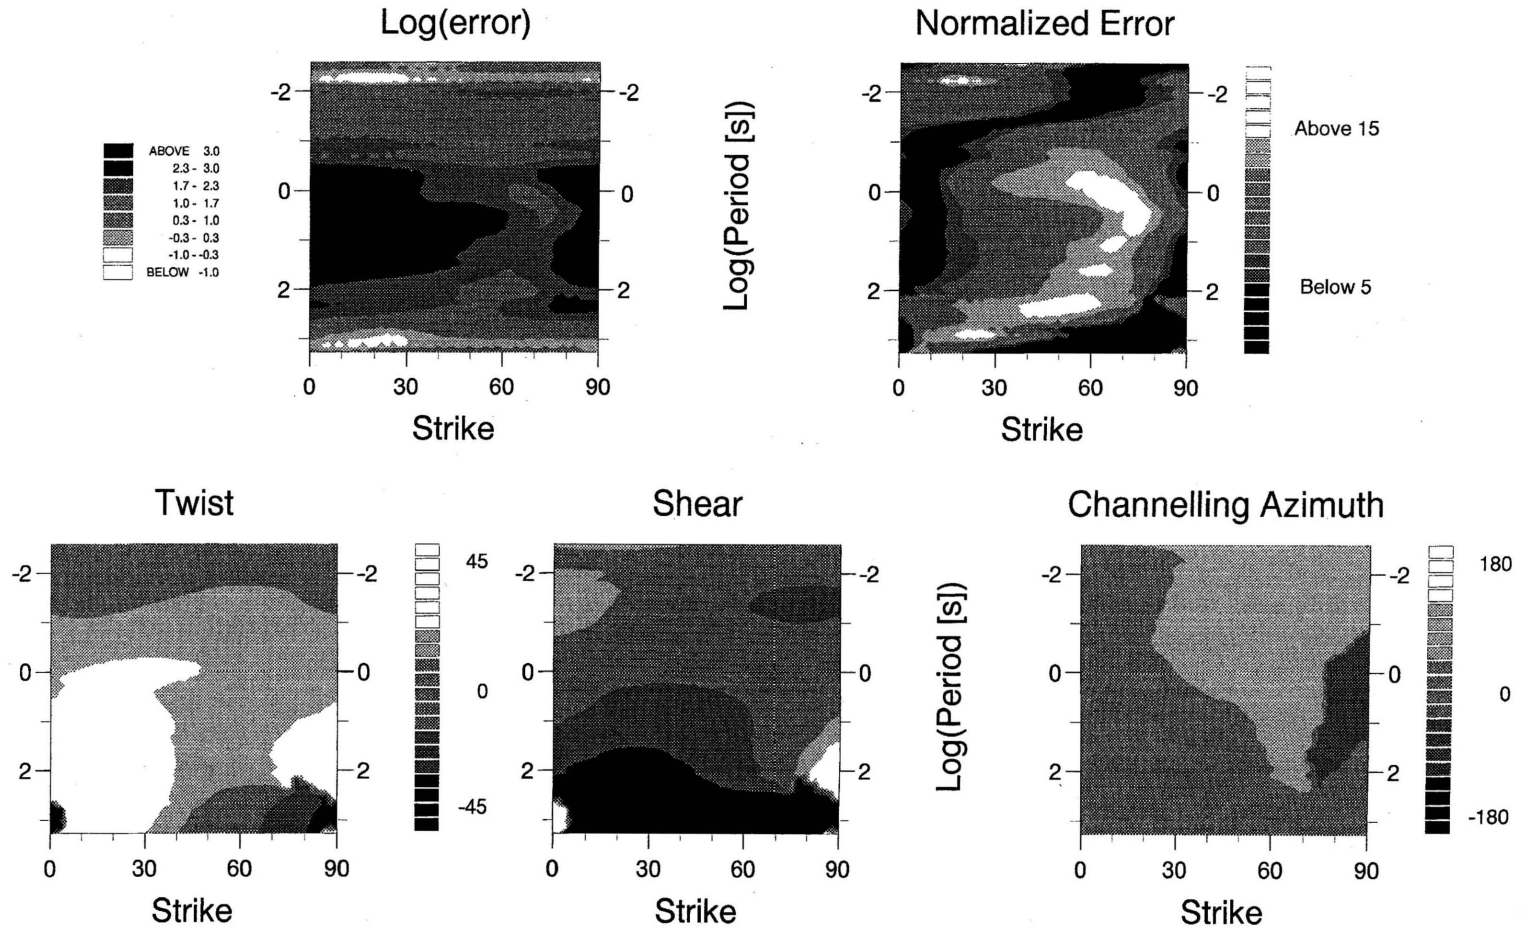 Log(error)
-2
0
2
-2
0
2
0 30 60 90
Strike
ABOVE 3.0
2.3 - 3.0
1.7 - 2.3
1.0 - 1.7
0.3 - 1.0
-0.3 - 0.3
-1.0 --0.3
BELOW -1.0
Normalized Error
Log(Period [s])
-2
0
2
-2
0
2
0 30 60 90
Strike
Above 15
Below 5
Twist
-2
0
2
-2
0
2
0 30 60 90
Strike
45
0
-45
Shear
-2
0
2
-2
0
2
0 30 60 90
Strike
Channelling Azimuth
Log(Period [s])
-2
0
2
-2
0
2
0 30 60 90
Strike
180
0
-180